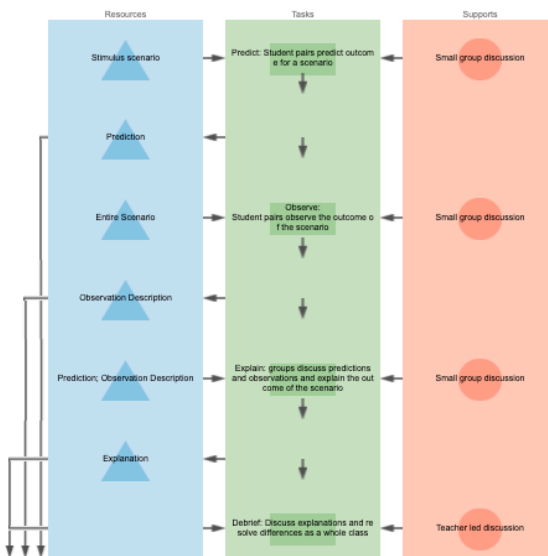 Resources Tasks Supports
Stimulus scenario
Predict: Student pairs predict outcom
e for a scenario
Small group discussion
Prediction
Entire Scenario
Observe:
Student pairs observe the outcome o
f the scenario
Small group discussion
Observation Description
Prediction; Observation Description
Explain: groups discuss predictions
and observations and explain the out
come of the scenario
Small group discussion
Explanation
Debrief: Discuss explanations and re
solve differences as a whole class
Teacher led discussion